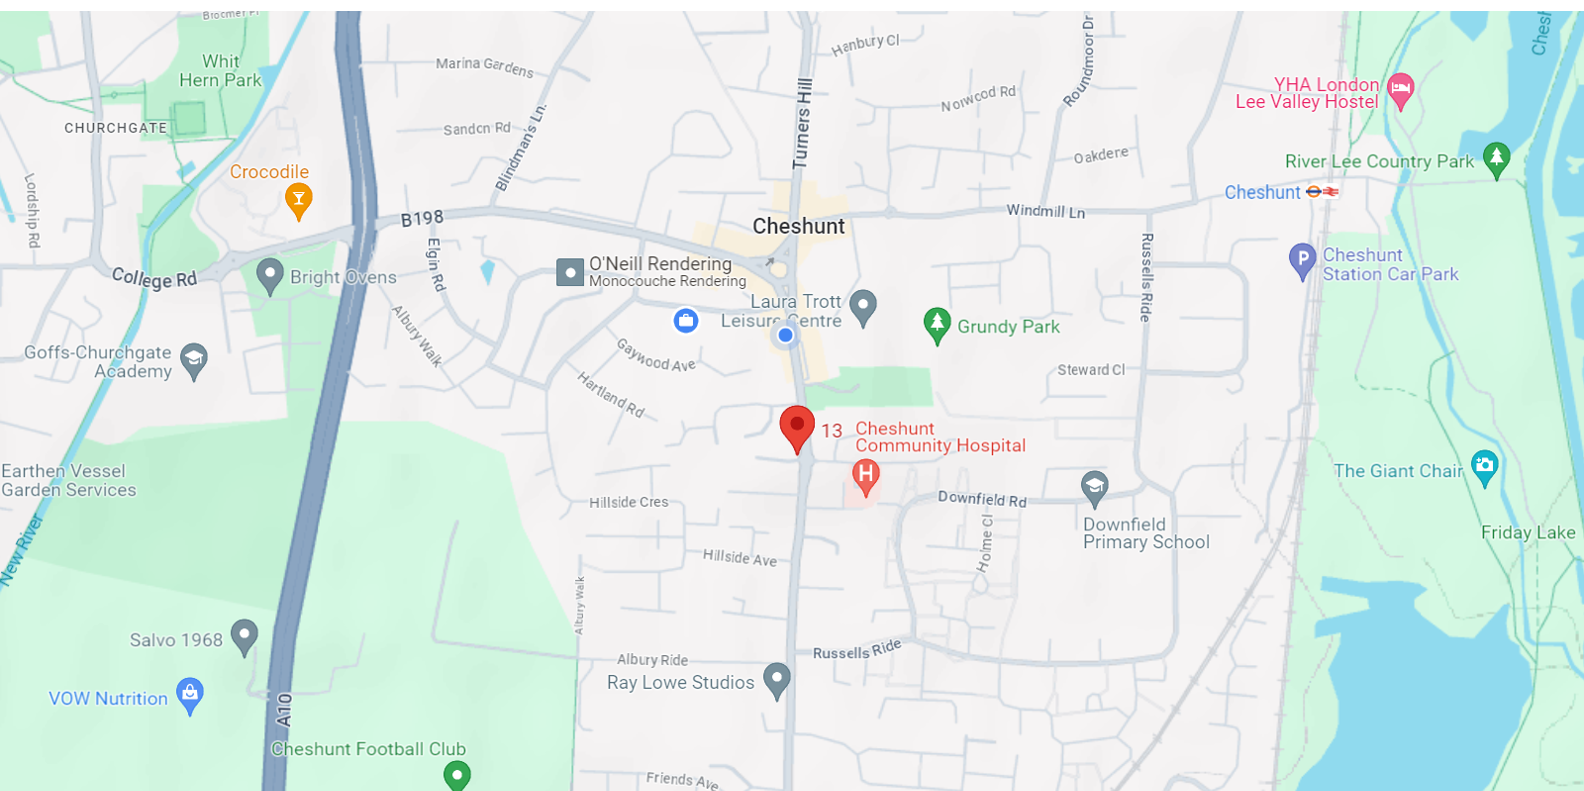 Brocmer Pl
Whit
Hern Park
CHURCHGATE
Lordship Rd
Crocodile
College Rd
Bright Ovens
Goffs-Churchgate
Academy
Earthen Vessel
Garden Services
New River
Salvo 1968
VOW Nutrition
A10
Cheshunt Football Club
Marina Gardens
Sandon Rd
Blindman's Ln.
B198
Elgin Rd
Albury Walk
O'Neill Rendering
Monocouche Rendering
Gaywood Ave
Hartland Rd
Hillside Cres
Hillside Ave
Albury Walk
Albury Ride
Ray Lowe Studios
Friends Ave
Turners Hill
Hanbury Cl
Cheshunt
Laura Trott
Leisure Centre
Grundy Park
13
Cheshunt
Community Hospital
H
Downfield Rd
Holme Cl
Russells Ride
Norwood Rd
Roundmoor Dr
Oakdere
Windmill Ln
Russells Ride
Steward Cl
Downfield
Primary School
YHA London
Lee Valley Hostel
River Lee Country Park
Cheshunt
P
Cheshunt
Station Car Park
The Giant Chair
Friday Lake